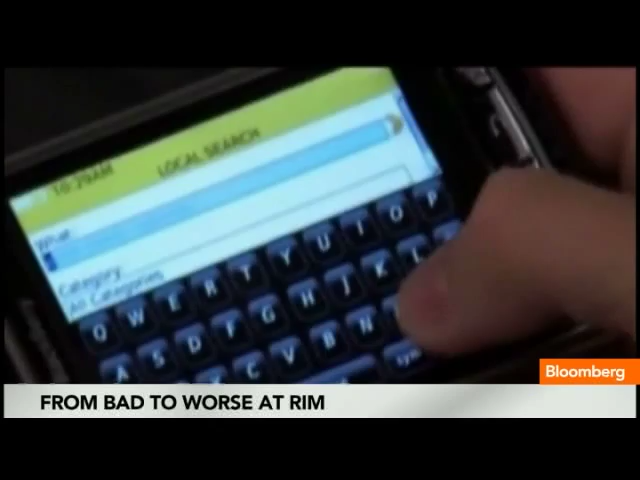 10:29AM LOCAL SEARCH
What:
Category:
All Categories
Q W E R T Y U I O P
A S D F G H J K L
C V B N
sym
Bloomberg
FROM BAD TO WORSE AT RIM